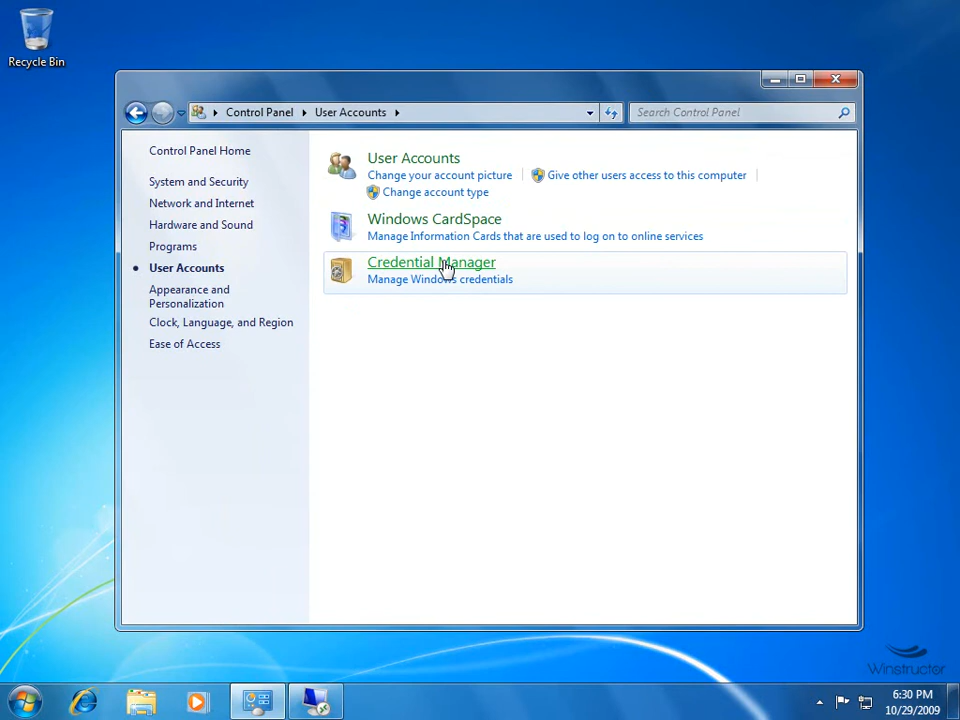 Recycle Bin
Control Panel
User Accounts
Search Control Panel
Control Panel Home
System and Security
Network and Internet
Hardware and Sound
Programs
User Accounts
Appearance and
Personalization
Clock, Language, and Region
Ease of Access
User Accounts
Change your account picture
Give other users access to this computer
Change account type
Windows CardSpace
Manage Information Cards that are used to log on to online services
Credential Manager
Manage Windows credentials
Winstructor
6:30 PM
10/29/2009